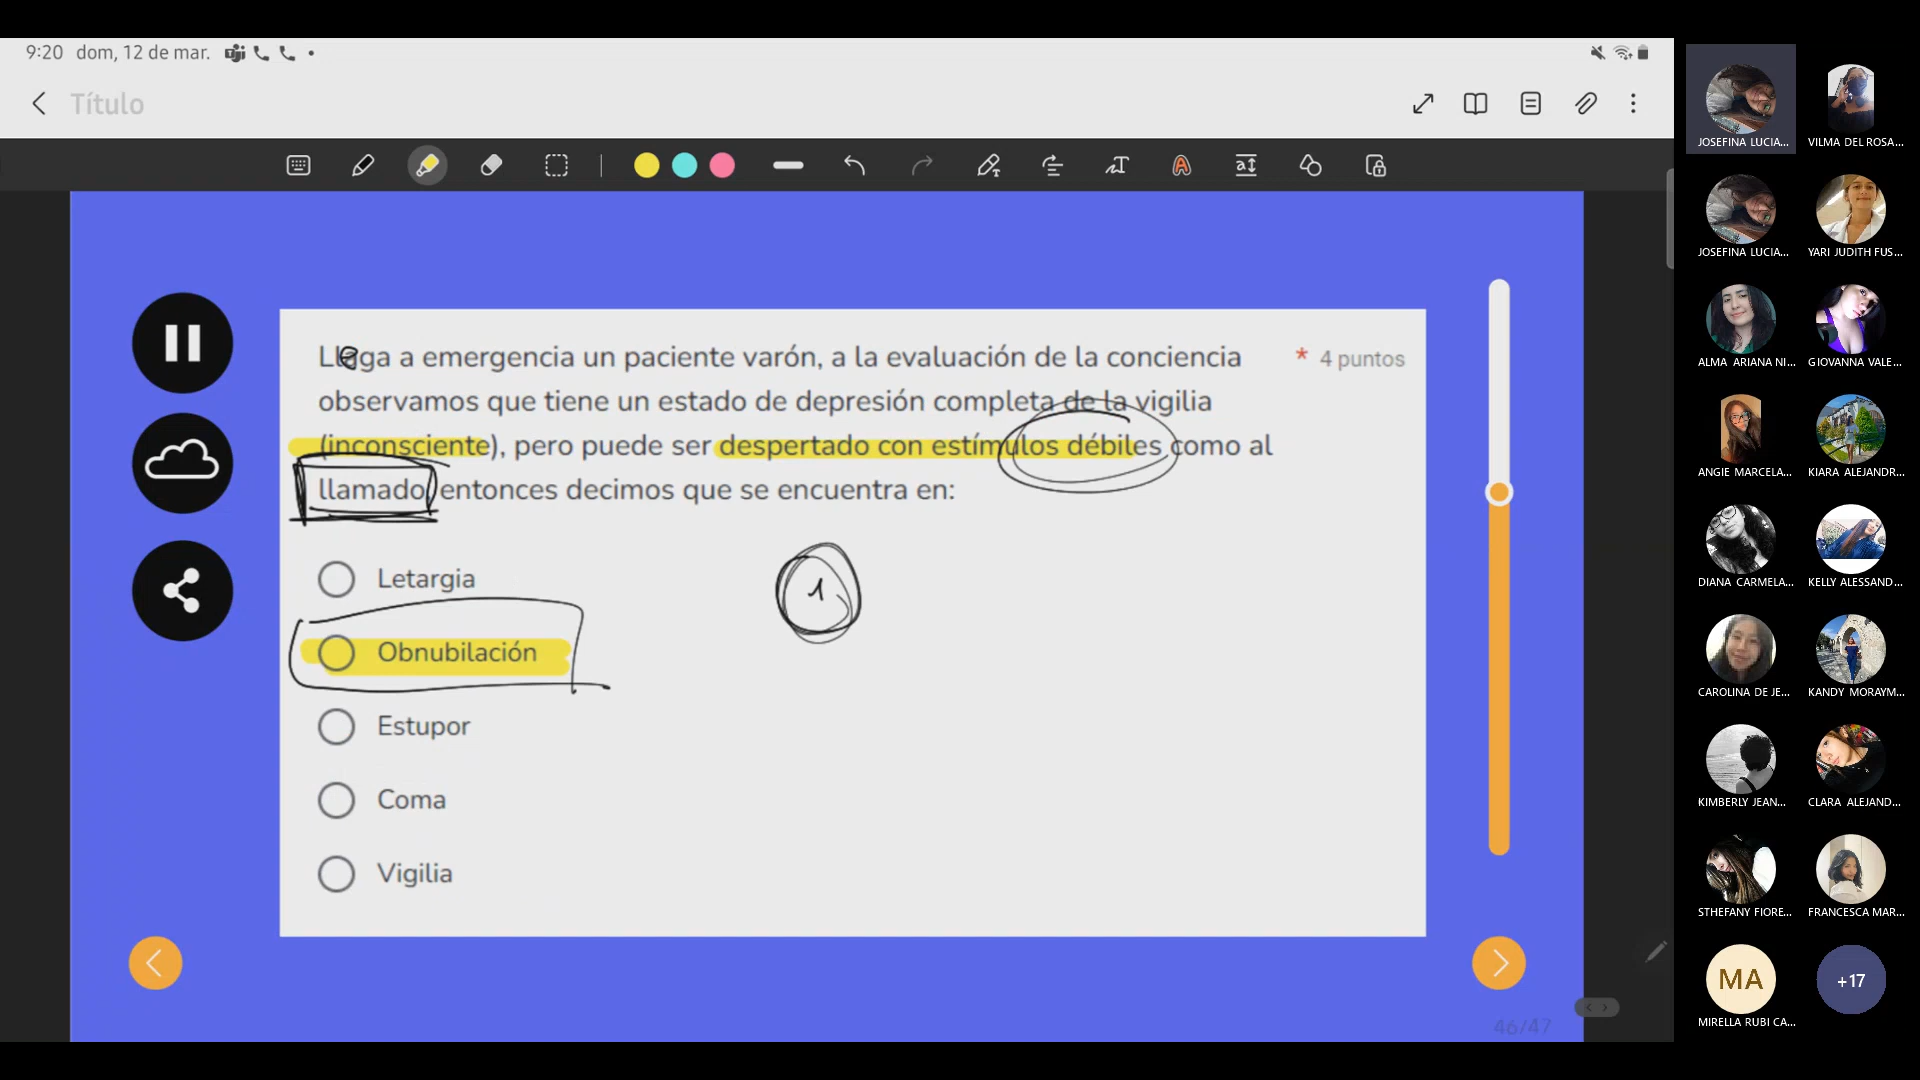 9:20 dom, 12 de mar.
Título
Llega a emergencia un paciente varón, a la evaluación de la conciencia
* 4 puntos
observamos que tiene un estado de depresión completa de la vigilia
(inconsciente), pero puede ser despertado con estímulos débiles como al
llamado, entonces decimos que se encuentra en:
1
Letargia
Obnubilación
Estupor
Coma
Vigilia
46/47
JOSEFINA LUCIA...
VILMA DEL ROSA...
JOSEFINA LUCIA...
YARI JUDITH FUS...
ALMA ARIANA NI...
GIOVANNA VALE...
ANGIE MARCELA...
KIARA ALEJANDR...
DIANA CARMELA...
KELLY ALESSAND...
CAROLINA DE JE...
KANDY MORAYM...
KIMBERLY JEAN...
CLARA ALEJAND...
STHEFANY FIORE...
FRANCESCA MAR...
MA
+17
MIRELLA RUBI CA...